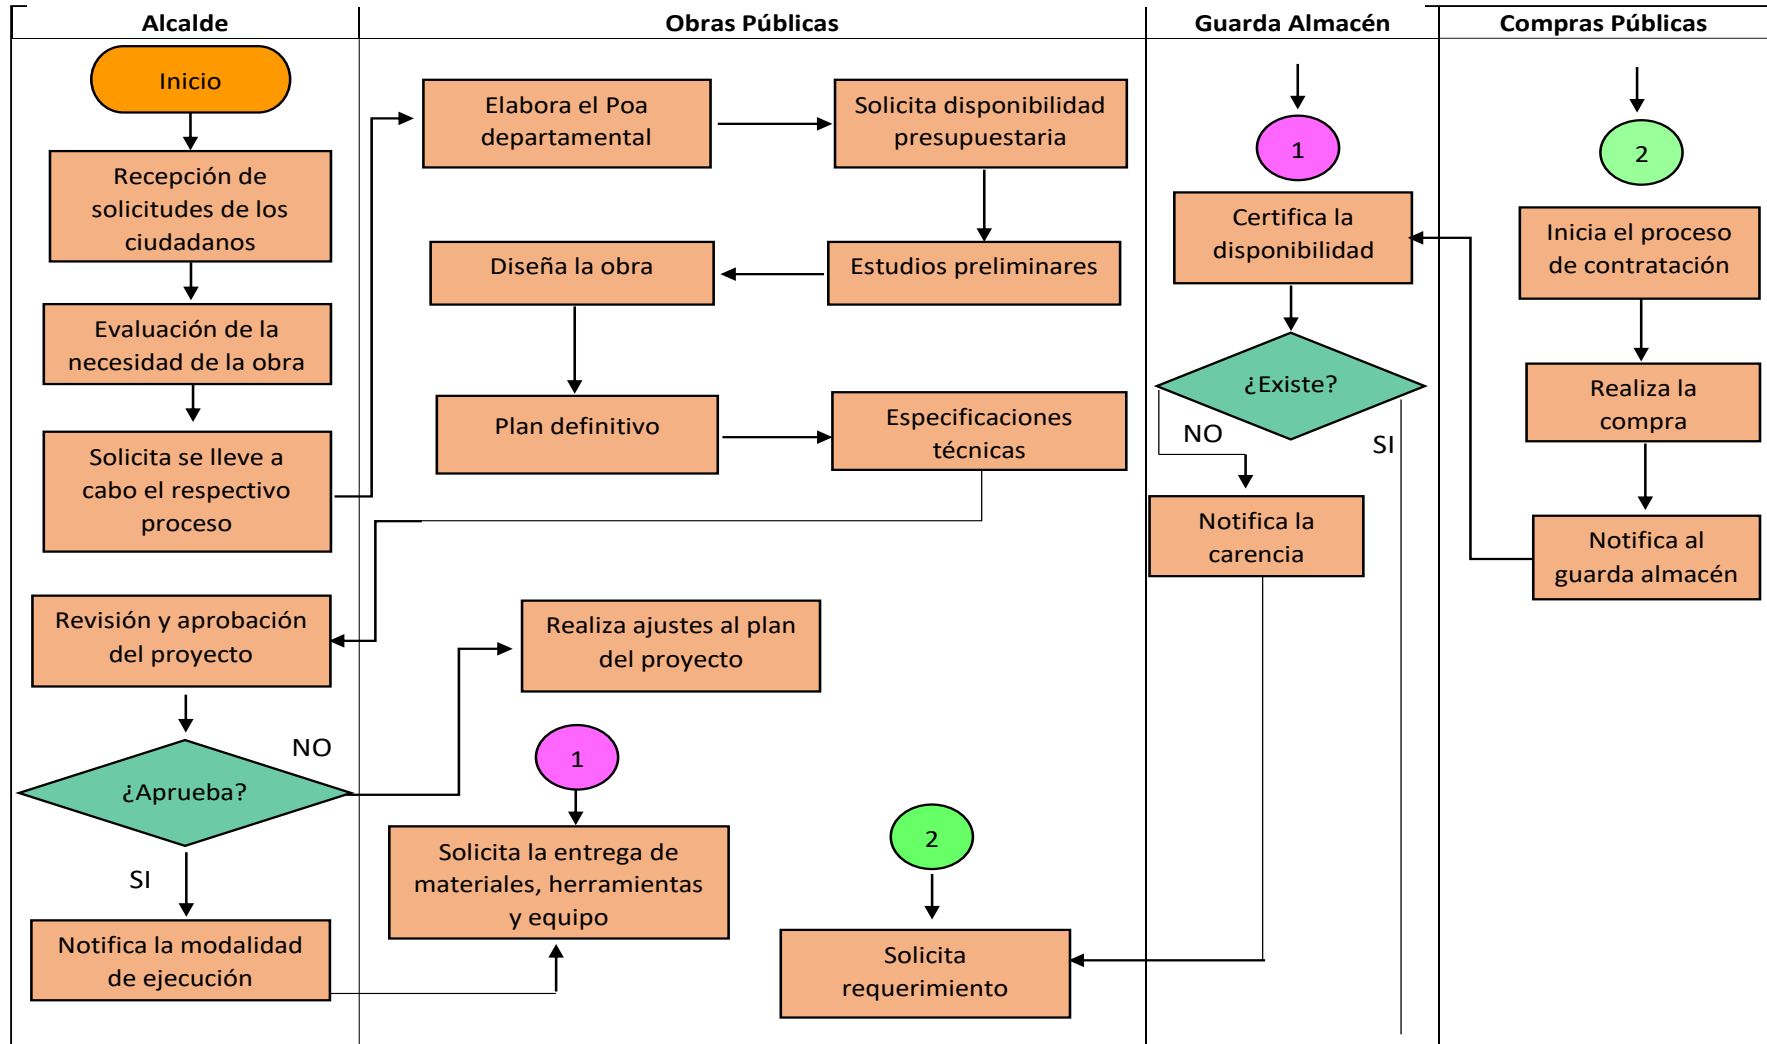 Alcalde
Obras Públicas
Guarda Almacén
Compras Públicas
Inicio
Recepción de
solicitudes de los
ciudadanos
Evaluación de la
necesidad de la obra
Solicita se lleve a
cabo el respectivo
proceso
Revisión y aprobación
del proyecto
¿Aprueba?
NO
SI
Notifica la modalidad
de ejecución
Elabora el Poa
departamental
Solicita disponibilidad
presupuestaria
Diseña la obra
Estudios preliminares
Plan definitivo
Especificaciones
técnicas
Realiza ajustes al plan
del proyecto
1
Solicita la entrega de
materiales, herramientas
y equipo
2
Solicita
requerimiento
1
Certifica la
disponibilidad
¿Existe?
NO
SI
Notifica la
carencia
2
Inicia el proceso
de contratación
Realiza la
compra
Notifica al
guarda almacén